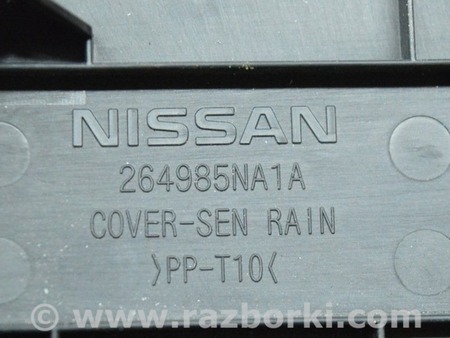 NISSAN
264985NA1A
COVER-SEN RAIN
>PP-T10<
© www.razborki.com